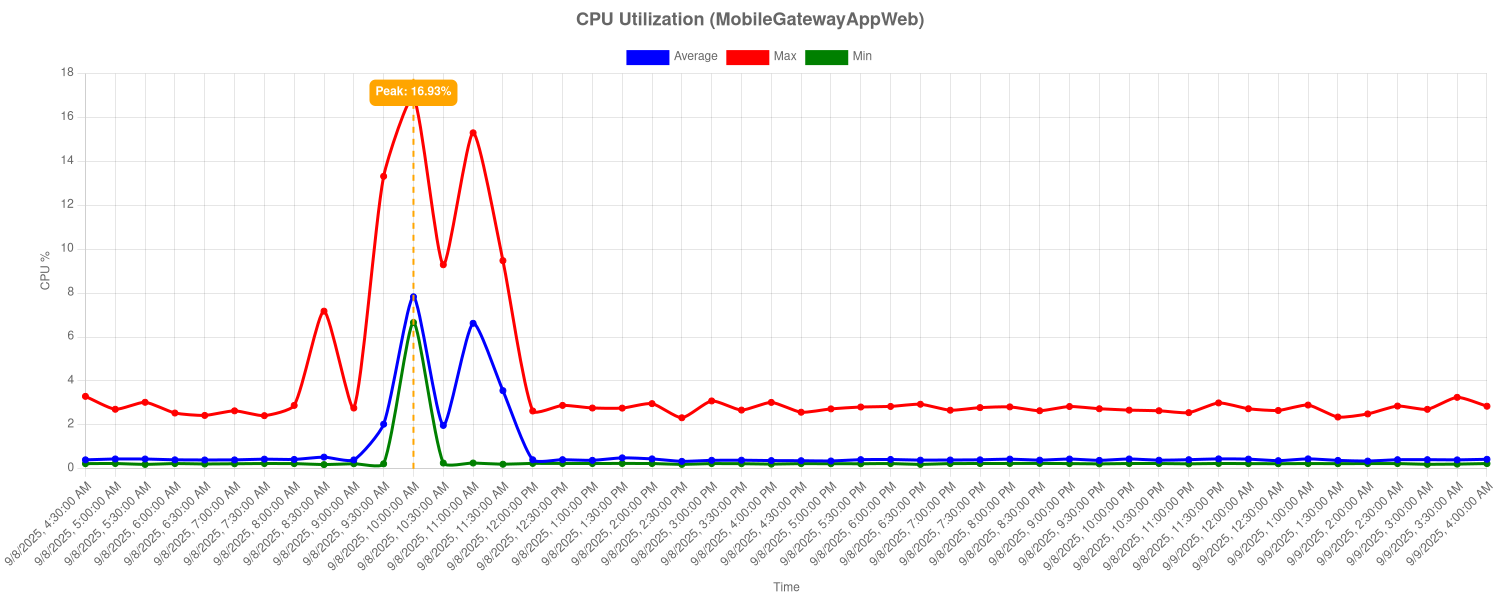 CPU Utilization (MobileGatewayAppWeb)
Average Max Min
Peak: 16.93%
18
16
14
12
10
8
6
4
2
0
CPU %
9/8/2025, 4:30:00 AM
9/8/2025, 5:00:00 AM
9/8/2025, 5:30:00 AM
9/8/2025, 6:00:00 AM
9/8/2025, 6:30:00 AM
9/8/2025, 7:00:00 AM
9/8/2025, 7:30:00 AM
9/8/2025, 8:00:00 AM
9/8/2025, 8:30:00 AM
9/8/2025, 9:00:00 AM
9/8/2025, 9:30:00 AM
9/8/2025, 10:00:00 AM
9/8/2025, 10:30:00 AM
9/8/2025, 11:00:00 AM
9/8/2025, 11:30:00 AM
9/8/2025, 12:00:00 PM
9/8/2025, 12:30:00 PM
9/8/2025, 1:00:00 PM
9/8/2025, 1:30:00 PM
9/8/2025, 2:00:00 PM
9/8/2025, 2:30:00 PM
9/8/2025, 3:00:00 PM
9/8/2025, 3:30:00 PM
9/8/2025, 4:00:00 PM
9/8/2025, 4:30:00 PM
9/8/2025, 5:00:00 PM
9/8/2025, 5:30:00 PM
9/8/2025, 6:00:00 PM
9/8/2025, 6:30:00 PM
9/8/2025, 7:00:00 PM
9/8/2025, 7:30:00 PM
9/8/2025, 8:00:00 PM
9/8/2025, 8:30:00 PM
9/8/2025, 9:00:00 PM
9/8/2025, 9:30:00 PM
9/8/2025, 10:00:00 PM
9/8/2025, 10:30:00 PM
9/8/2025, 11:00:00 PM
9/8/2025, 11:30:00 PM
9/9/2025, 12:00:00 AM
9/9/2025, 12:30:00 AM
9/9/2025, 1:00:00 AM
9/9/2025, 1:30:00 AM
9/9/2025, 2:00:00 AM
9/9/2025, 2:30:00 AM
9/9/2025, 3:00:00 AM
9/9/2025, 3:30:00 AM
9/9/2025, 4:00:00 AM
Time